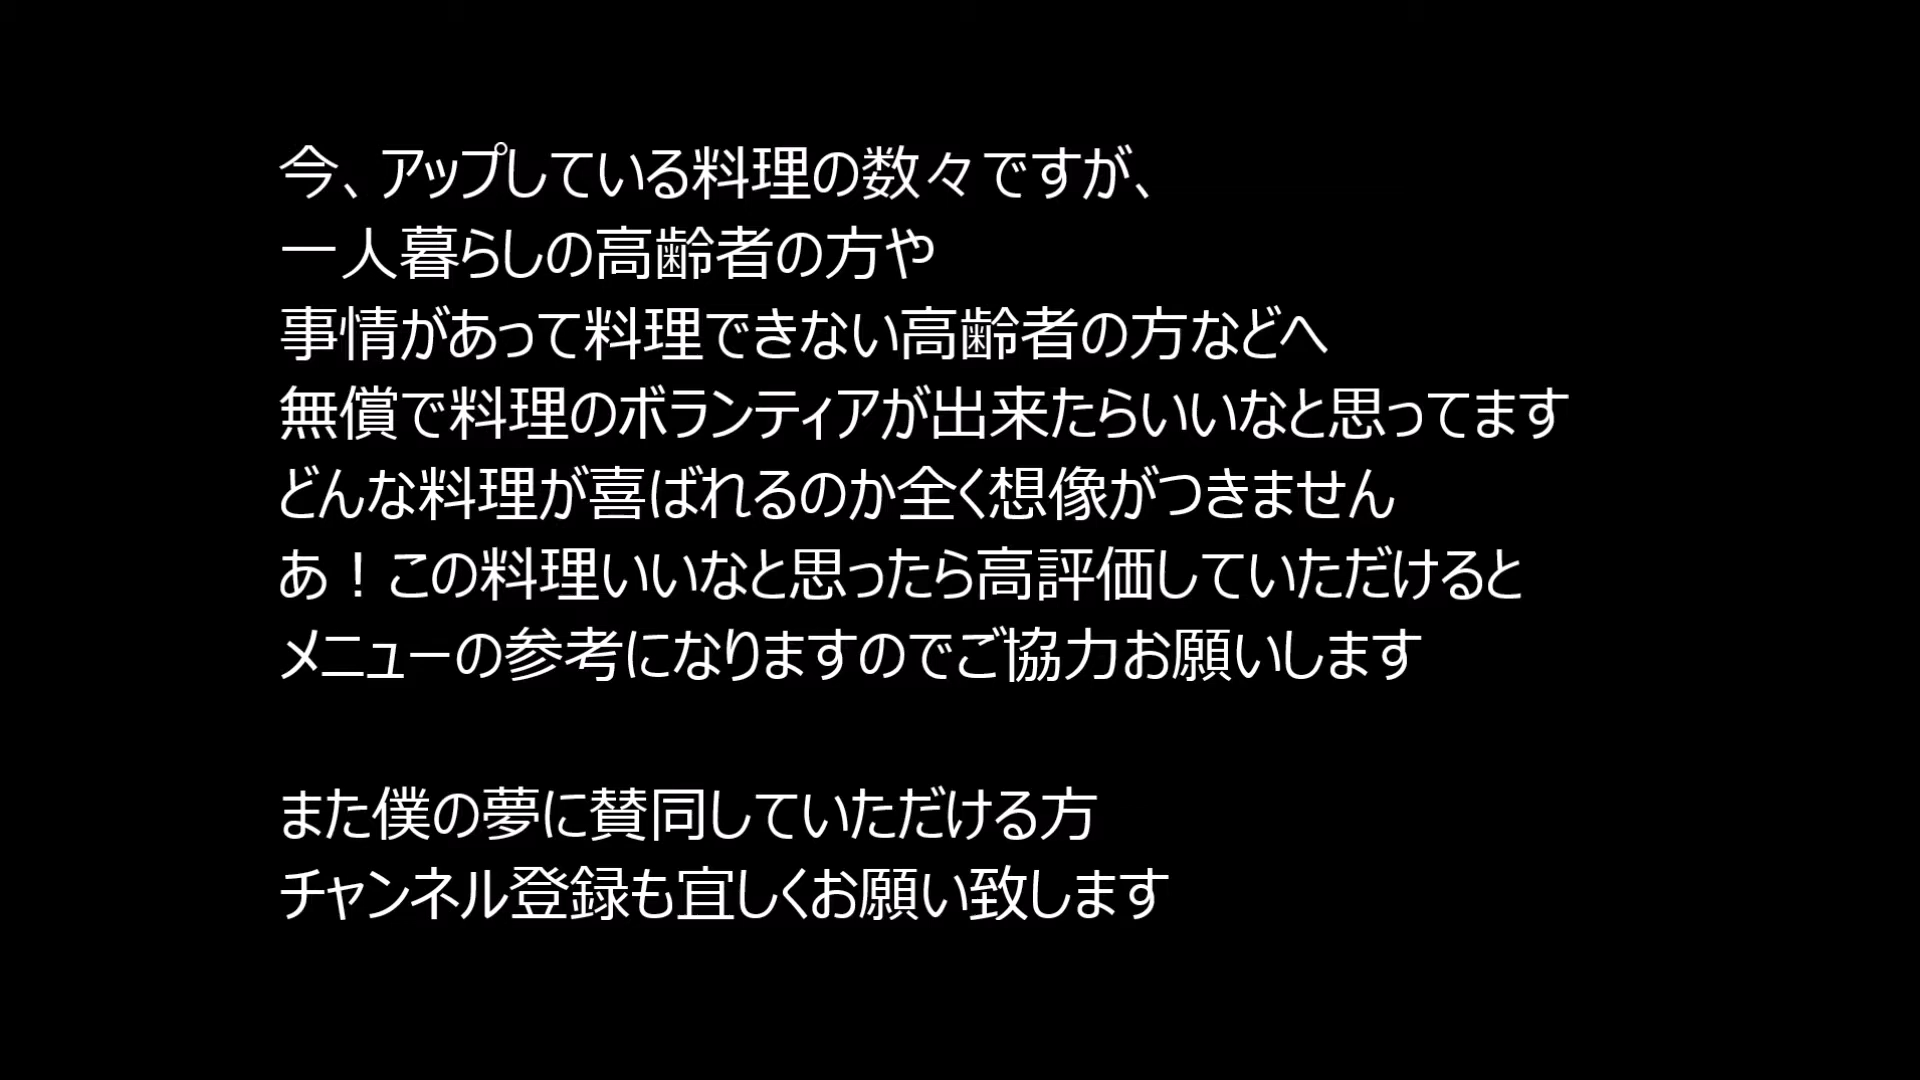 今、アップしている料理の数々ですが、
一人暮らしの高齢者の方や
事情があって料理できない高齢者の方などへ
無償で料理のボランティアが出来たらいいなと思ってます
どんな料理が喜ばれるのか全く想像がつきません
あ！この料理いいなと思ったら高評価していただけると
メニューの参考になりますのでご協力お願いします
また僕の夢に賛同していただける方
チャンネル登録も宜しくお願い致します